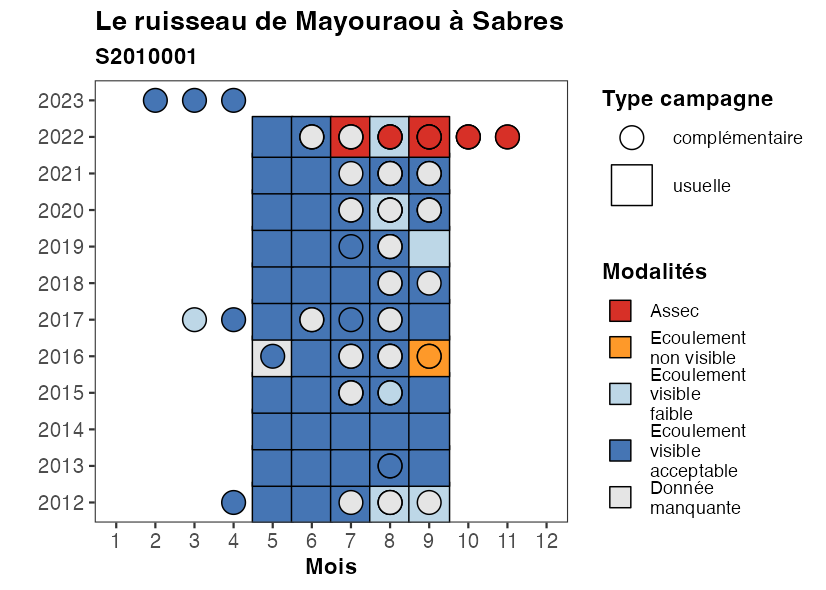 Le ruisseau de Mayouraou à Sabres
S2010001
2023
2022
2021
2020
2019
2018
2017
2016
2015
2014
2013
2012
1 2 3 4 5 6 7 8 9 10 11 12
Mois
Type campagne
complémentaire
usuelle
Modalités
Assec
Ecoulement
non visible
Ecoulement
visible
faible
Ecoulement
visible
acceptable
Donnée
manquante